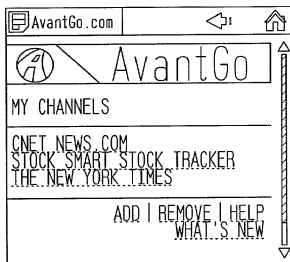 AvantGo.com
AvantGo
MY CHANNELS
CNET NEWS.COM
STOCK SMART STOCK TRACKER
THE NEW YORK TIMES
ADD | REMOVE | HELP
WHAT'S NEW